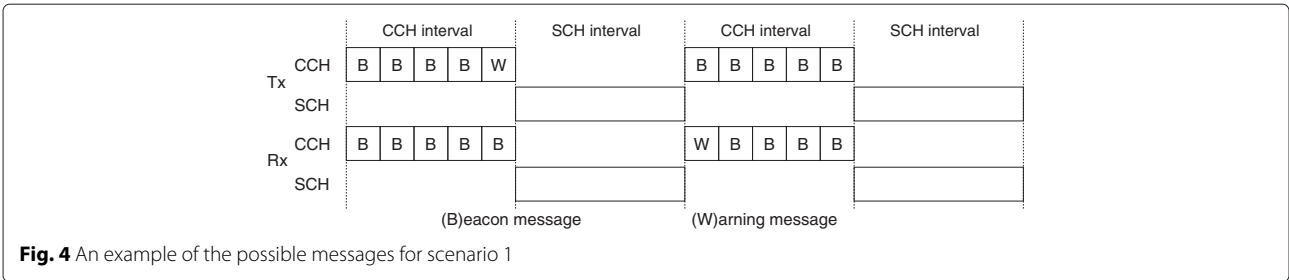 CCH interval SCH interval CCH interval SCH interval
Tx CCH B B B B W B B B B B
SCH
Rx CCH B B B B B W B B B B
SCH
(B)eacon message (W)arning message
Fig. 4 An example of the possible messages for scenario 1